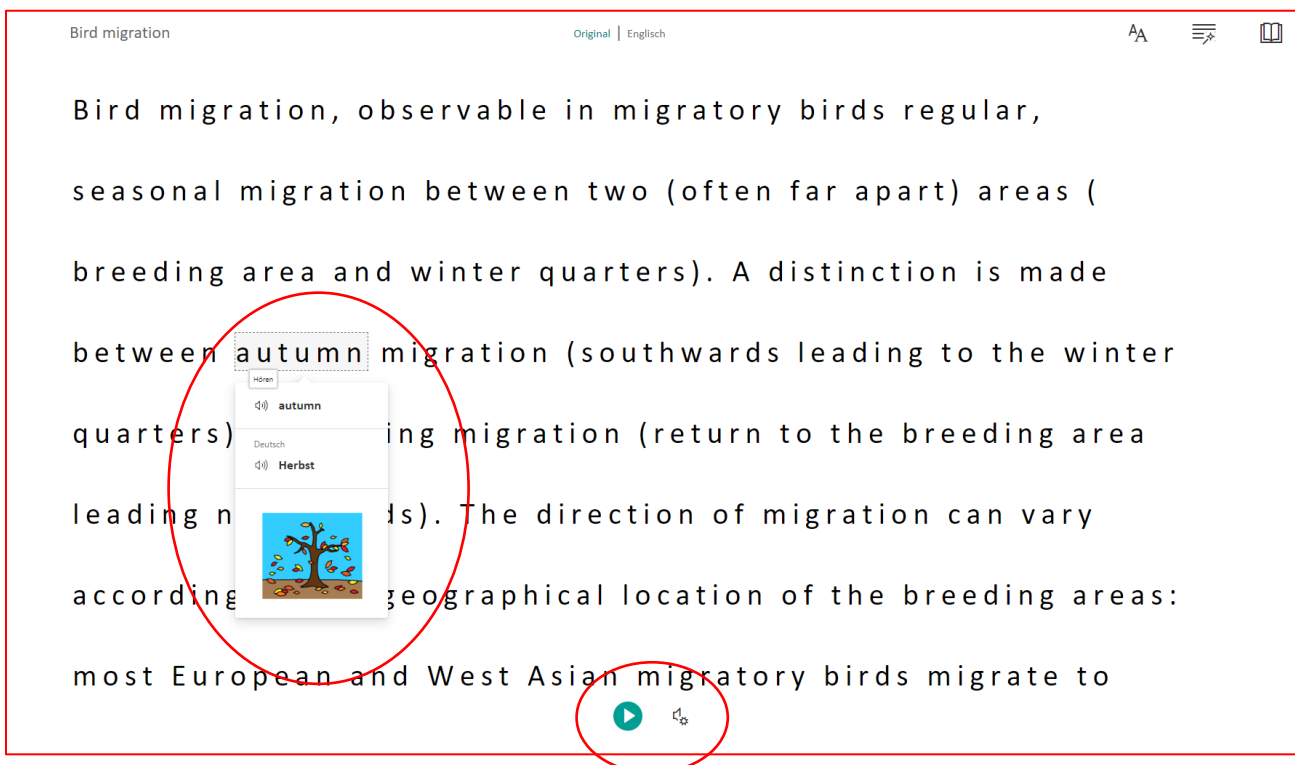 Bird migration
Original | Englisch
AA
Bird migration, observable in migratory birds regular,
seasonal migration between two (often far apart) areas (
breeding area and winter quarters). A distinction is made
between autumn migration (southwards leading to the winter
Hören
autumn
quarters) ing migration (return to the breeding area
Deutsch
Herbst
leading n ds). The direction of migration can vary
according geographical location of the breeding areas:
most European and West Asian migratory birds migrate to